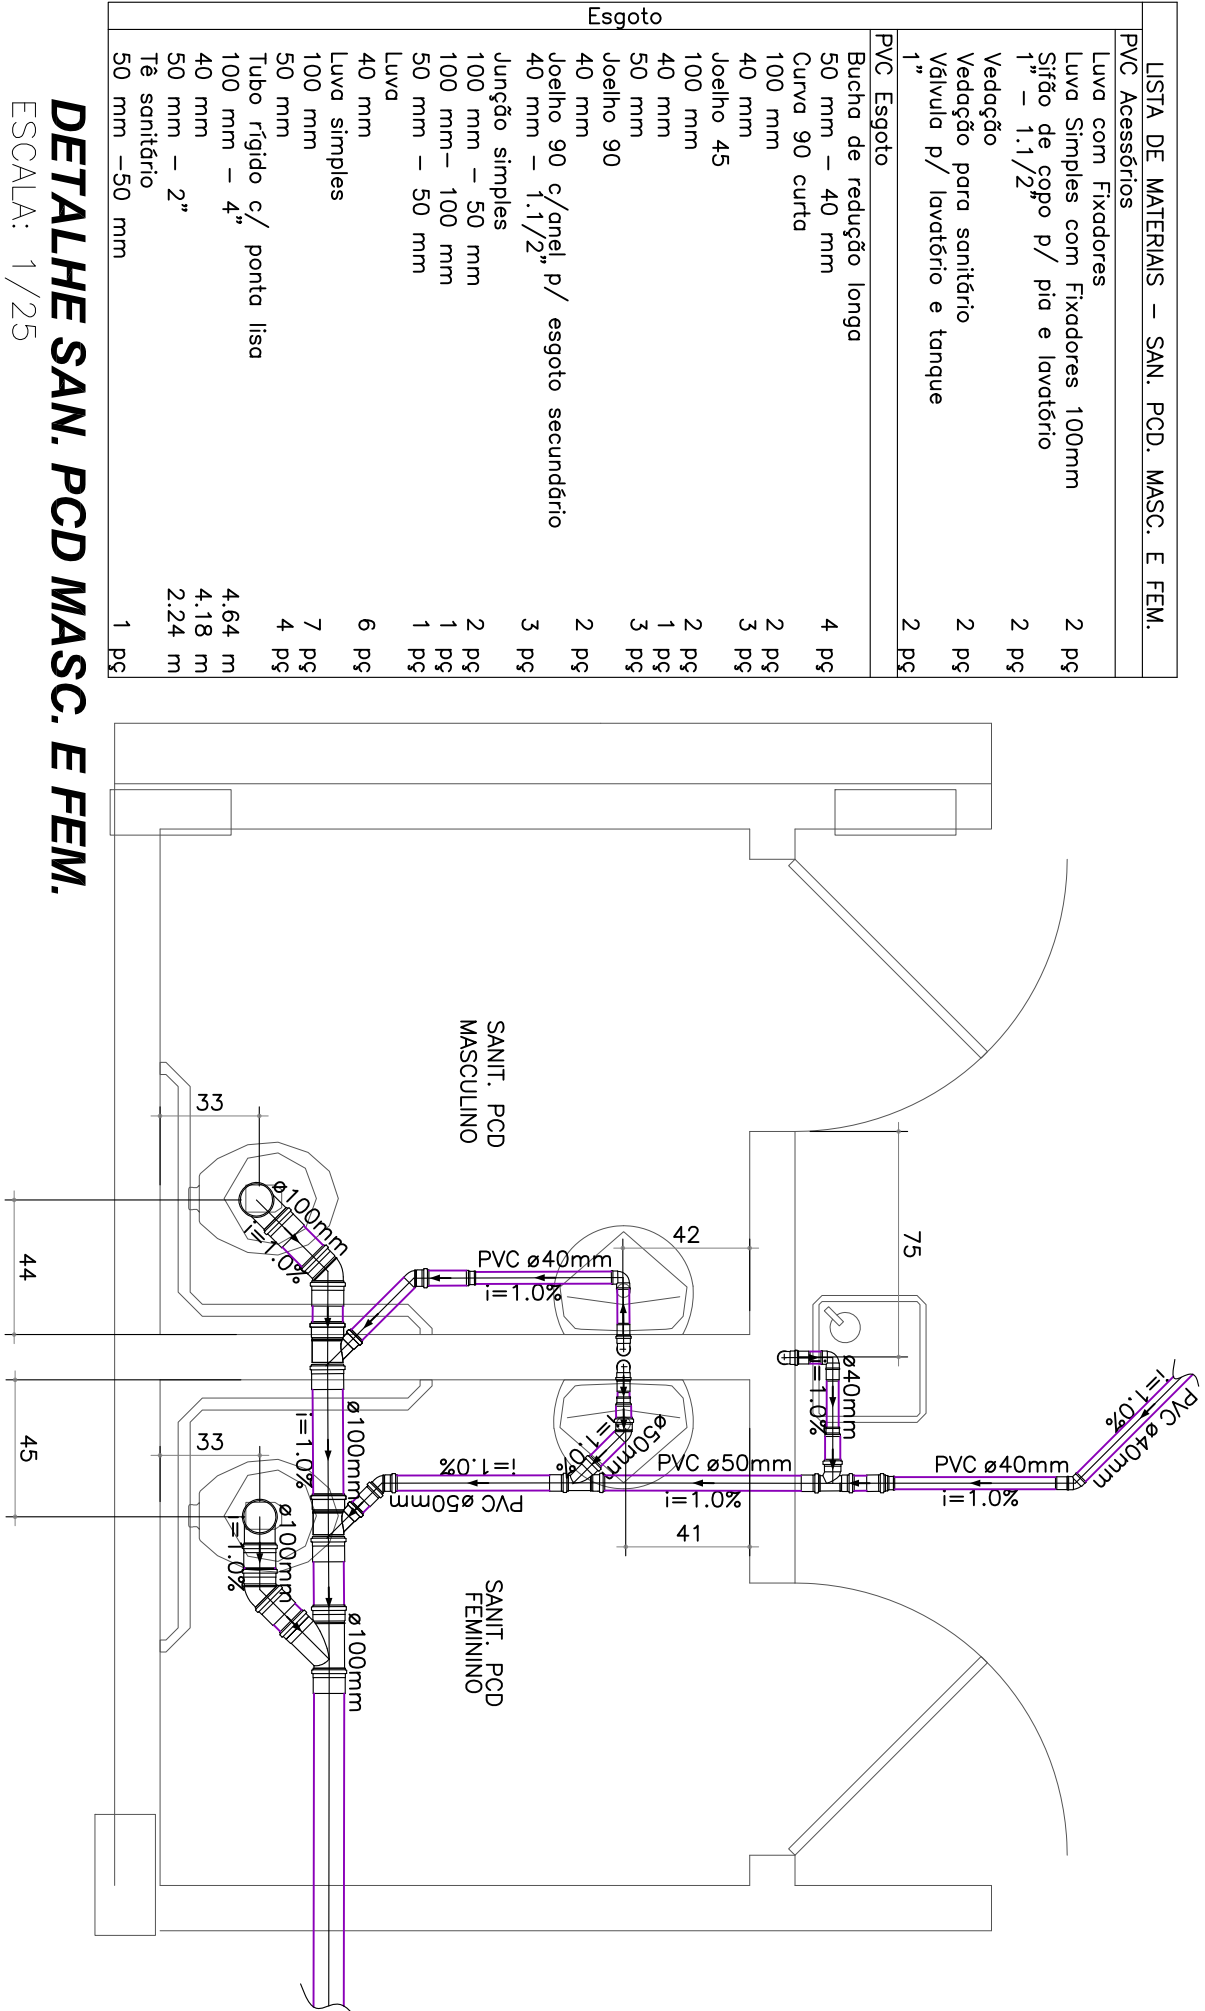 LISTA DE MATERIAIS - SAN. PCD. MASC. E FEM.
Esgoto
PVC Acessórios
Luva com Fixadores
Luva Simples com Fixadores 100mm 2 pç
Sifão de copo p/ pia e lavatório
1"- 1.1/2" 2 pç
Vedação
Vedação para sanitário 2 pç
Válvula p/ lavatório e tanque
1" 2 pç
PVC Esgoto
Bucha de redução longa
50 mm - 40 mm 4 pç
Curva 90 curta
100 mm 2 pç
40 mm 3 pç
Joelho 45
100 mm 2 pç
40 mm 1 pç
50 mm 3 pç
Joelho 90
40 mm 2 pç
Joelho 90 c/anel p/ esgoto secundário
40 mm - 1.1/2" 3 pç
Junção simples
100 mm - 50 mm 2 pç
100 mm- 100 mm 1 pç
50 mm - 50 mm 1 pç
Luva
40 mm 6 pç
Luva simples
100 mm 7 pç
50 mm 4 pç
Tubo rígido c/ ponta lisa
100 mm - 4" 4.64 m
40 mm 4.18 m
50 mm - 2" 2.24 m
Tê sanitário
50 mm -50 mm 1 pç
DETALHE SAN. PCD MASC. E FEM.
ESCALA: 1/25
SANIT. PCD
MASCULINO
33
44
ø100mm
i=1.0%
PVC ø40mm
i=1.0%
42
75
ø40mm
i=1.0%
PVC ø40mm
i=1.0%
PVC ø40mm
i=1.0%
PVC ø50mm
i=1.0%
ø50mm
i=1.0%
PVC ø50mm
i=1.0%
41
ø100mm
i=1.0%
33
45
ø100mm
i=1.0%
ø100mm
SANIT. PCD
FEMININO